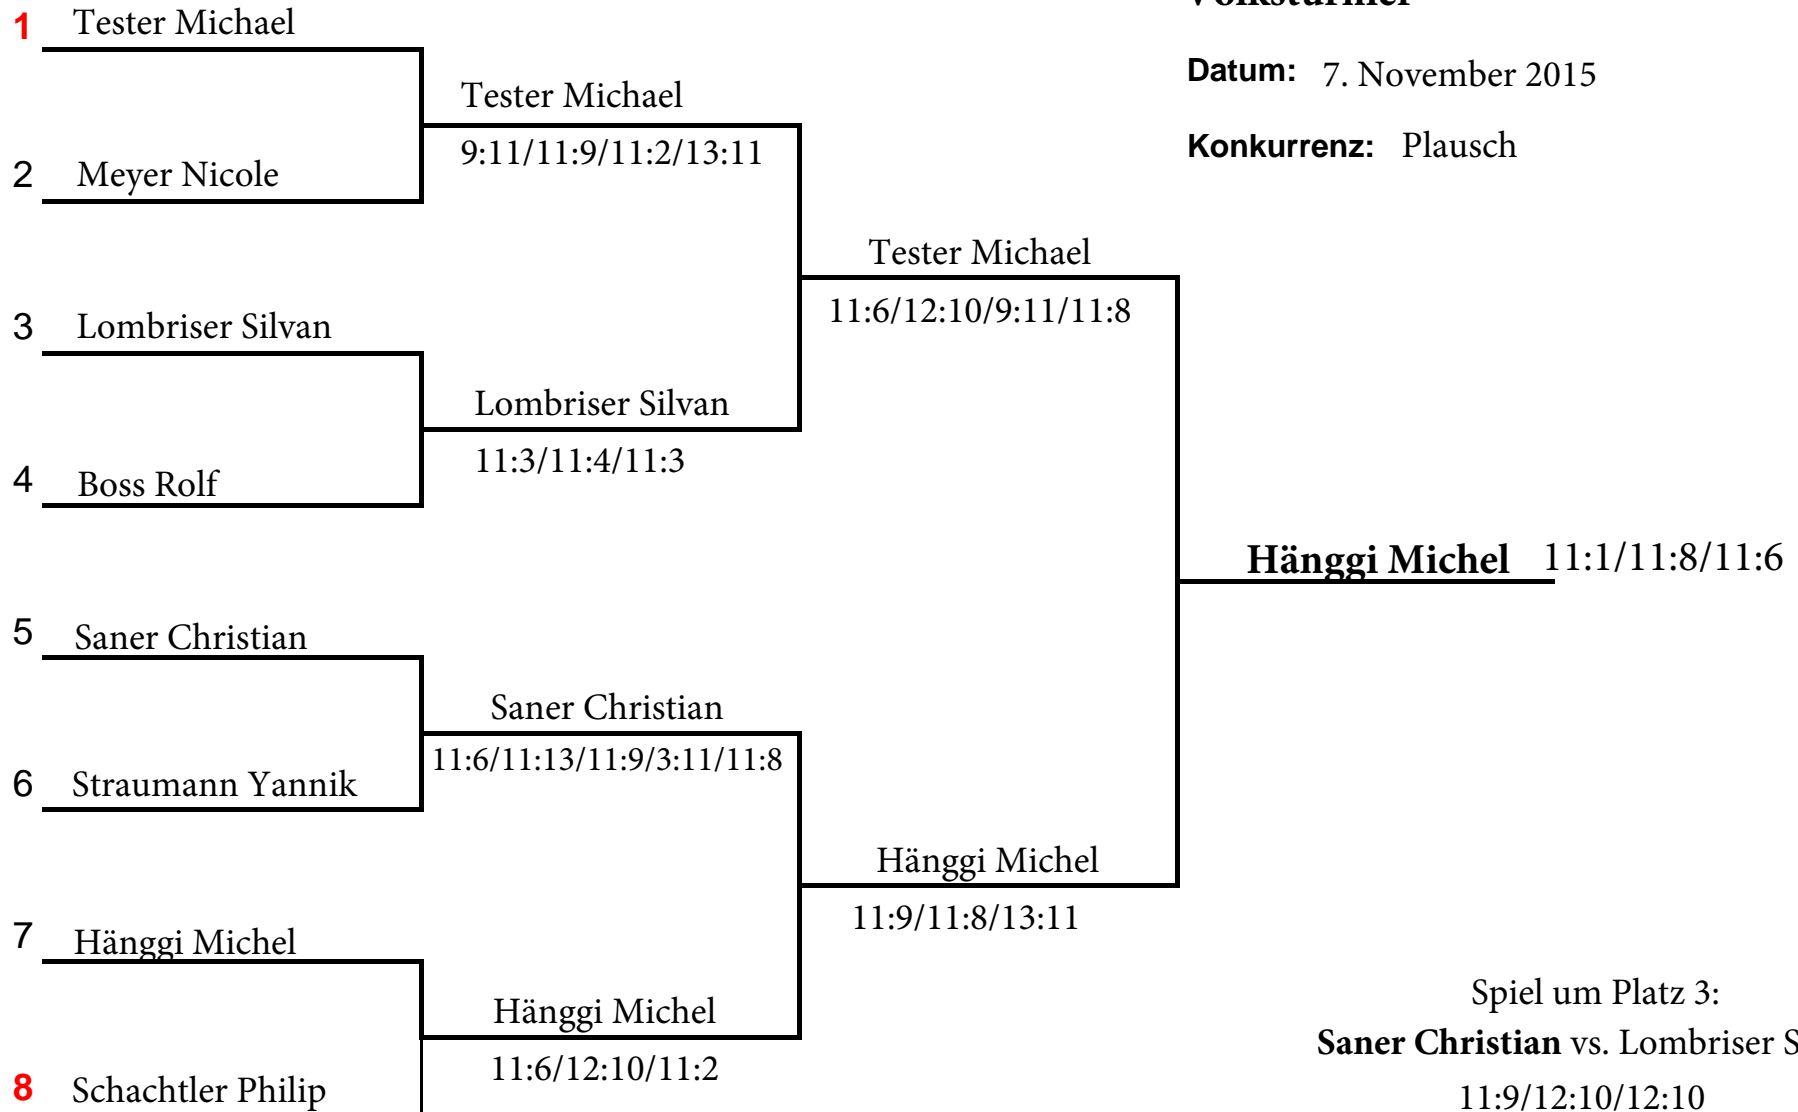 Volksturnier
Datum: 7. November 2015
Konkurrenz: Plausch
1 Tester Michael
2 Meyer Nicole
3 Lombriser Silvan
4 Boss Rolf
5 Saner Christian
6 Straumann Yannik
7 Hänggi Michel
8 Schachtler Philip
Tester Michael
9:11/11:9/11:2/13:11
Lombriser Silvan
11:3/11:4/11:3
Saner Christian
11:6/11:13/11:9/3:11/11:8
Hänggi Michel
11:6/12:10/11:2
Tester Michael
11:6/12:10/9:11/11:8
Hänggi Michel
11:9/11:8/13:11
Hänggi Michel 11:1/11:8/11:6
Spiel um Platz 3:
Saner Christian vs. Lombriser S
11:9/12:10/12:10